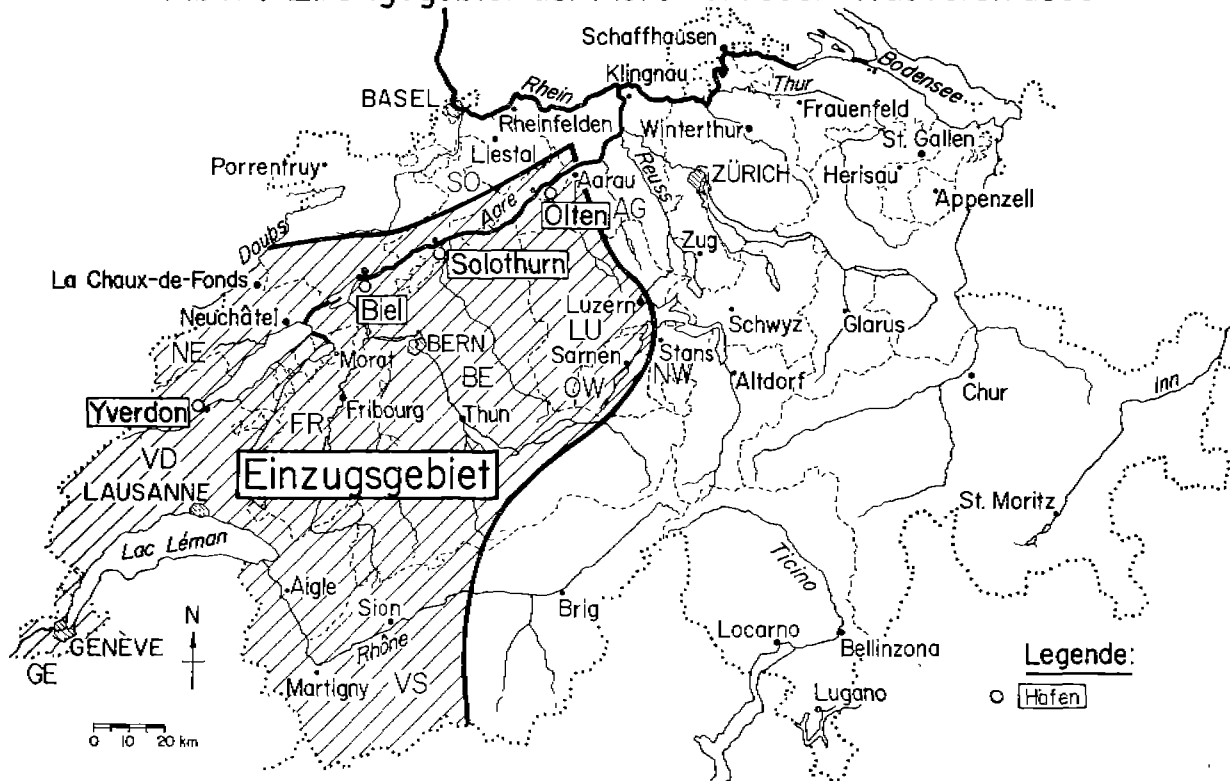 Schaffhausen
Klingnau
Thur
Bodensee
Rhein
BASEL
Rheinfelden
Winterthur
Frauenfeld
St. Gallen
Liestal
Porrentruy
SO
Aarau
Reuss
ZÜRICH
Herisau
Appenzell
Aare
Olten
AG
Doubs
Solothurn
Zug
La Chaux-de-Fonds
Biel
Luzern
LU
Schwyz
Glarus
Neuchâtel
NE
Morat
BERN
BE
Sarnen
OW
Stans
NW
Altdorf
Chur
Inn
Yverdon
FR
Fribourg
Thun
VD
LAUSANNE
Einzugsgebiet
St. Moritz
Lac Léman
Ticino
Aigle
Sion
Brig
N
Rhône
Locarno
Bellinzona
GENÈVE
GE
Martigny
VS
Lugano
Legende:
Häfen
0 10 20 km